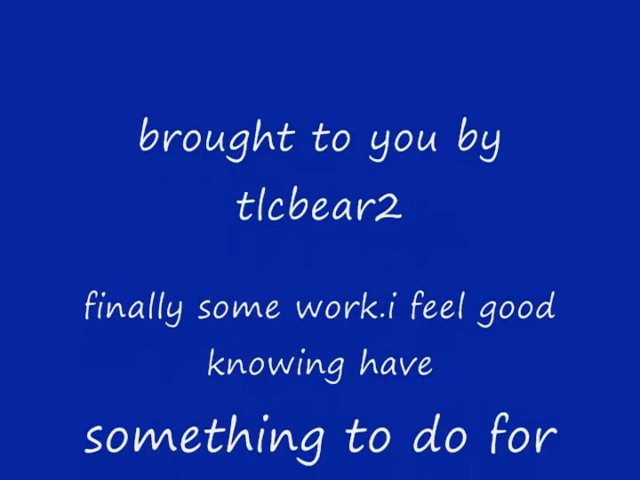 brought to you by
tlcbear2
finally some work.i feel good
knowing have
something to do for